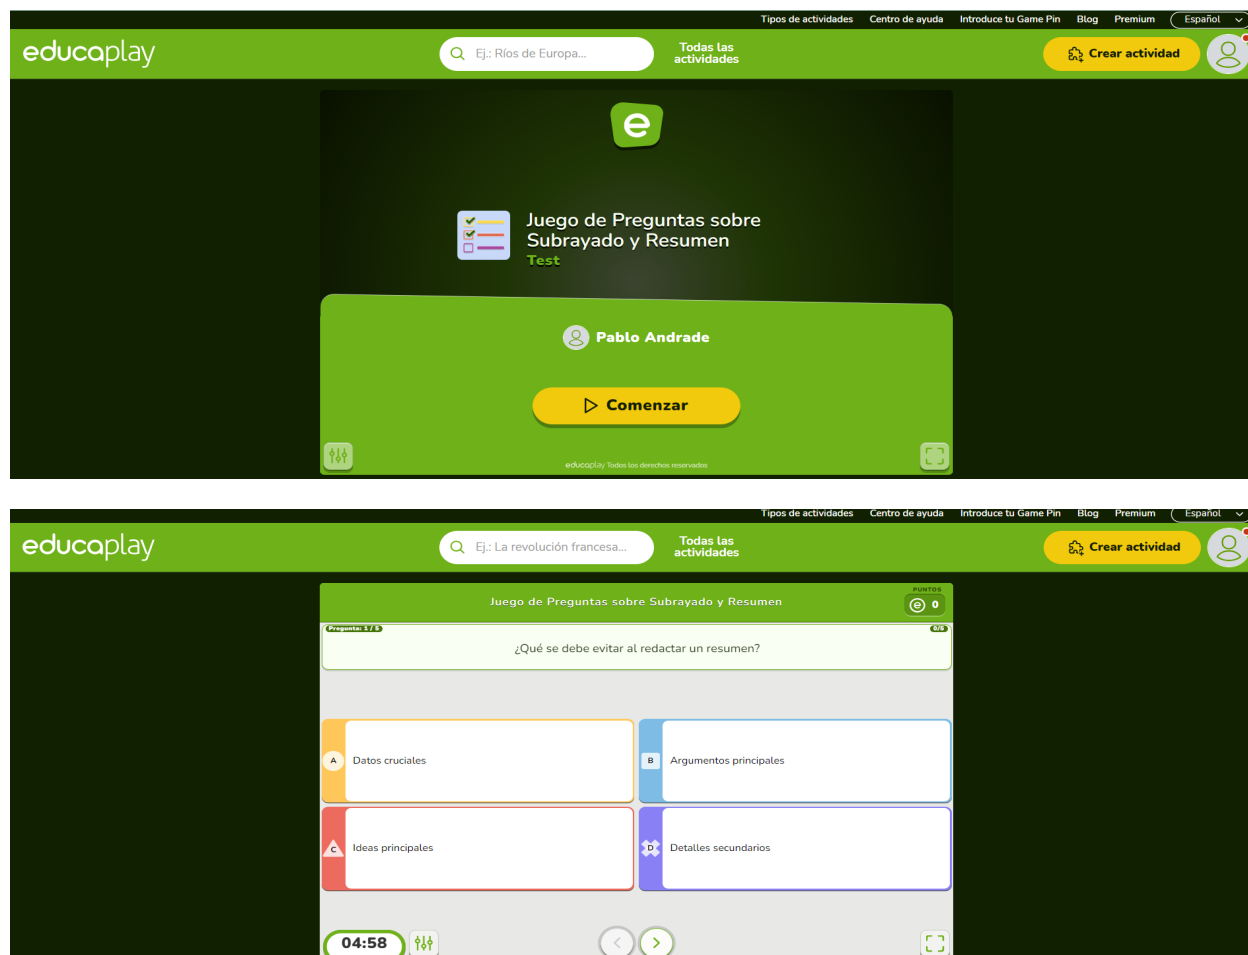 Tipos de actividades Centro de ayuda Introduce tu Game Pin Blog Premium Español
educaplay
Ej.: Ríos de Europa...
Todas las
actividades
Crear actividad
e
Juego de Preguntas sobre
Subrayado y Resumen
Test
Pablo Andrade
Comenzar
educaplay Todos los derechos reservados
Tipos de actividades Centro de ayuda Introduce tu Game Pin Blog Premium Español
educaplay
Ej.: La revolución francesa...
Todas las
actividades
Crear actividad
Juego de Preguntas sobre Subrayado y Resumen
PUNTOS
e 0
Pregunta: 1 / 5
0/5
¿Qué se debe evitar al redactar un resumen?
A Datos cruciales
B Argumentos principales
C Ideas principales
D Detalles secundarios
04:58